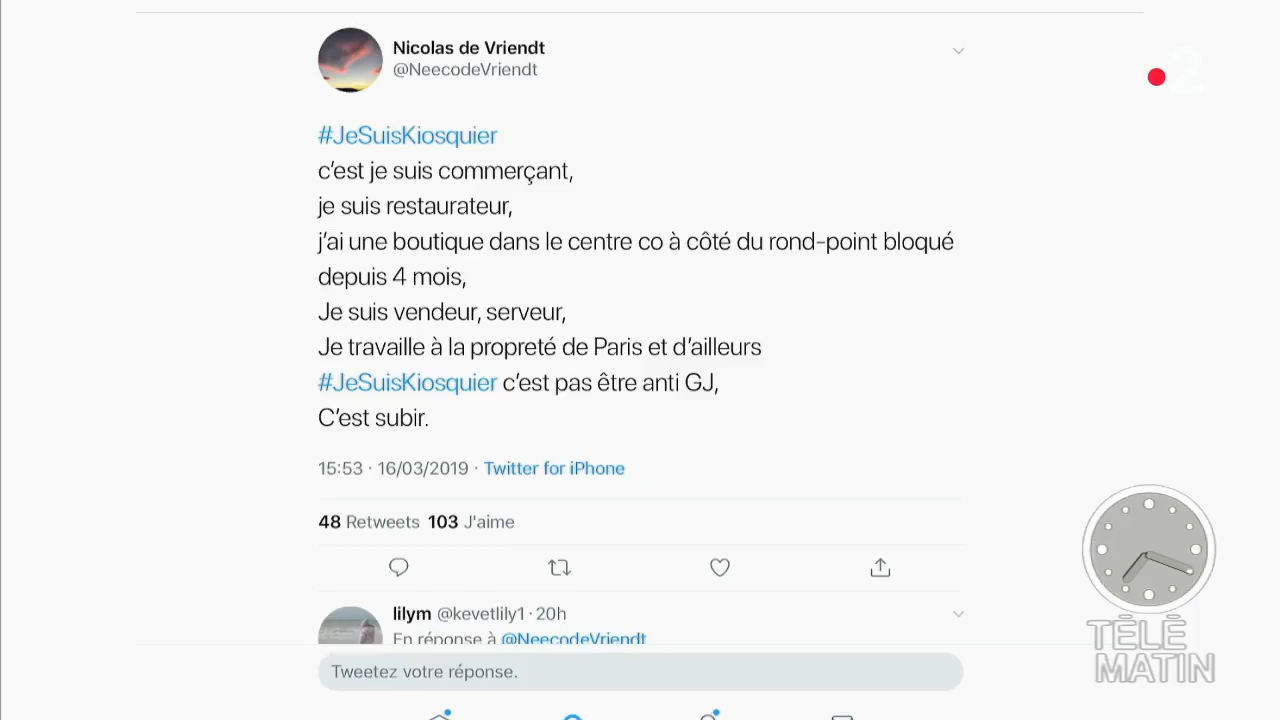 Nicolas de Vriendt
@NeecodeVriendt
2
#JeSuisKiosquier
c'est je suis commerçant,
je suis restaurateur,
j'ai une boutique dans le centre co à côté du rond-point bloqué
depuis 4 mois,
Je suis vendeur, serveur,
Je travaille à la propreté de Paris et d'ailleurs
#JeSuisKiosquier c'est pas être anti GJ,
C'est subir.
15:53 · 16/03/2019 · Twitter for iPhone
48 Retweets 103 J'aime
lilym @kevetlily1 · 20h
En réponse à @NeecodeVriendt
Tweetez votre réponse.
TÉLÉ
MATIN